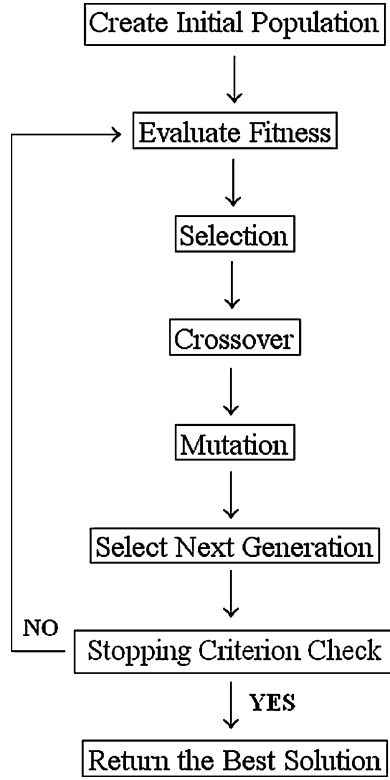 Create Initial Population
Evaluate Fitness
Selection
Crossover
Mutation
Select Next Generation
NO
Stopping Criterion Check
YES
Return the Best Solution